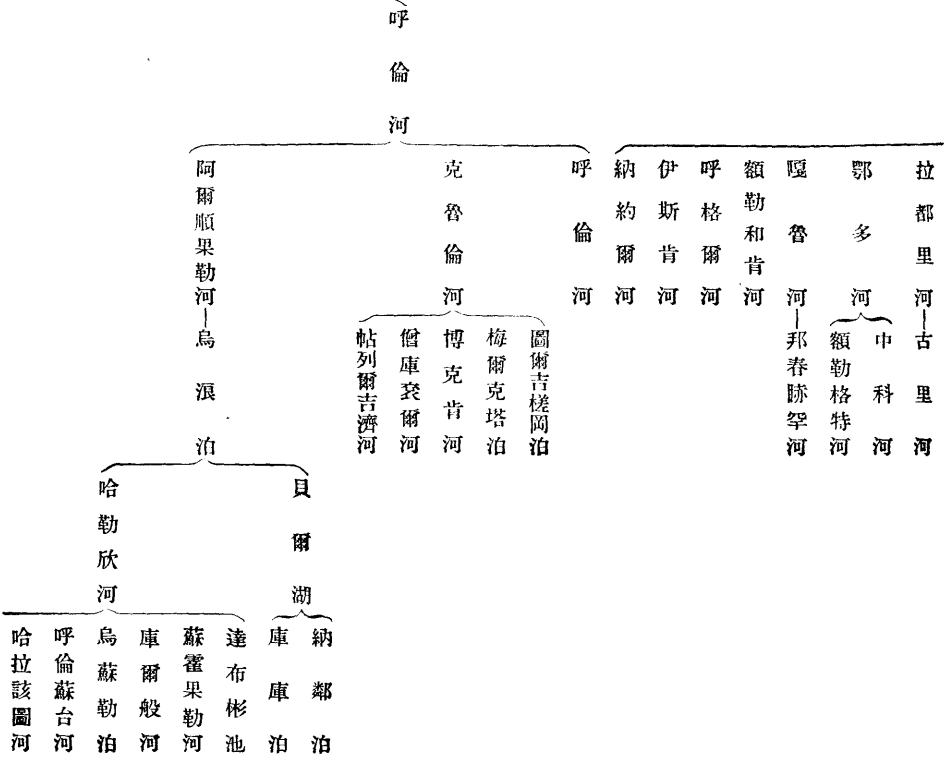 呼倫河
拉都里河
鄂多河
嘎魯河
額勒和肯河
呼格爾河
伊斯肯河
納約爾河
呼倫河
克魯倫河
阿爾順果勒河
古里河
中科河
額勒格特河
邦春跡罕河
圖爾吉槎岡泊
梅爾克塔泊
博克肯河
僧庫袞爾河
帖列爾吉濟河
烏浪泊
貝爾湖
哈勒欣河
納鄰泊
庫庫泊
達布彬池
蘇霍果勒河
庫爾般河
烏蘇勒泊
呼倫蘇台河
哈拉該圖河